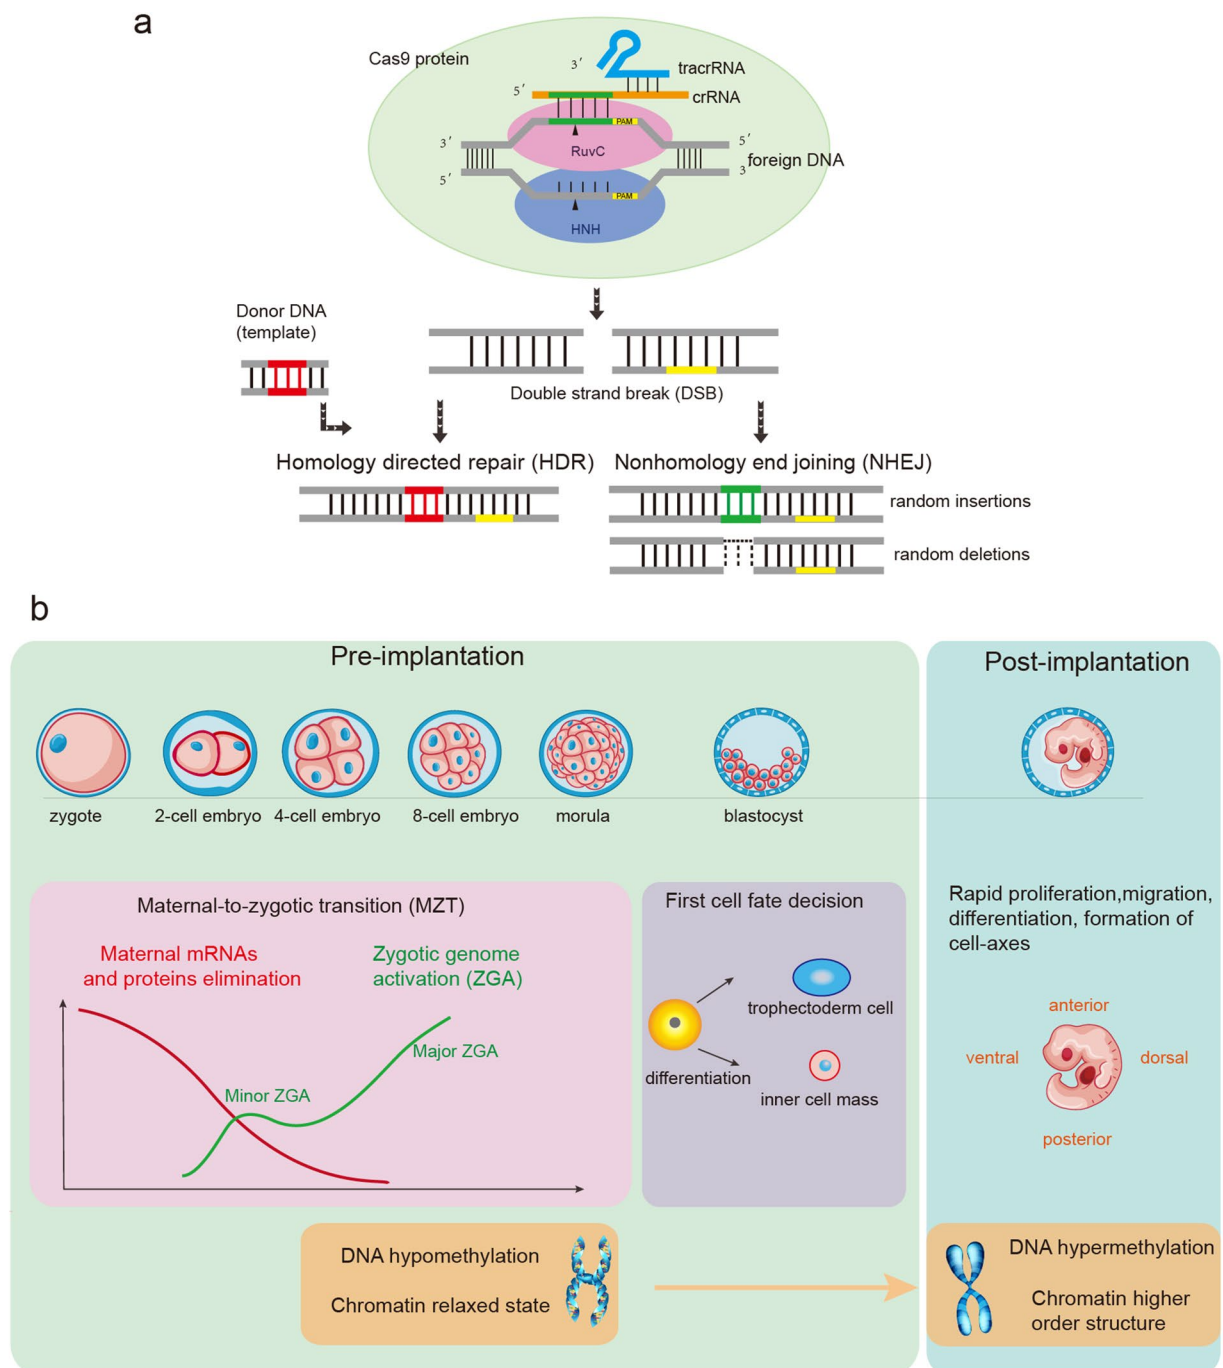 a
Cas9 protein
3′
tracrRNA
5′
crRNA
PAM
3′
RuvC
5′
foreign DNA
5′
3
PAM
HNH
Donor DNA
(template)
Double strand break (DSB)
Homology directed repair (HDR)
Nonhomology end joining (NHEJ)
random insertions
random deletions
b
Pre-implantation
Post-implantation
zygote
2-cell embryo
4-cell embryo
8-cell embryo
morula
blastocyst
Maternal-to-zygotic transition (MZT)
Maternal mRNAs
and proteins elimination
Zygotic genome
activation (ZGA)
Minor ZGA
Major ZGA
First cell fate decision
trophectoderm cell
differentiation
inner cell mass
Rapid proliferation,migration,
differentiation, formation of
cell-axes
anterior
ventral
dorsal
posterior
DNA hypomethylation
Chromatin relaxed state
DNA hypermethylation
Chromatin higher
order structure